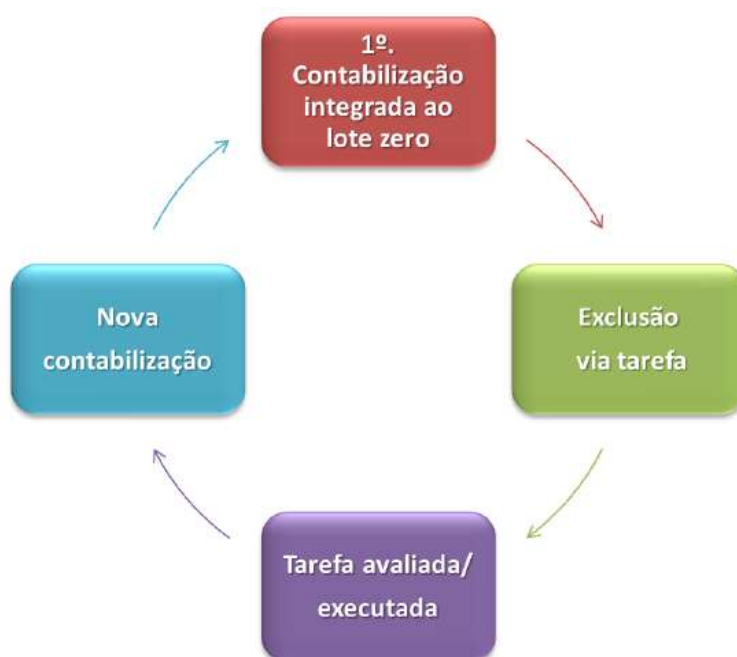 1º.
Contabilização
integrada ao
lote zero
Exclusão
via tarefa
Tarefa avaliada/
executada
Nova
contabilização